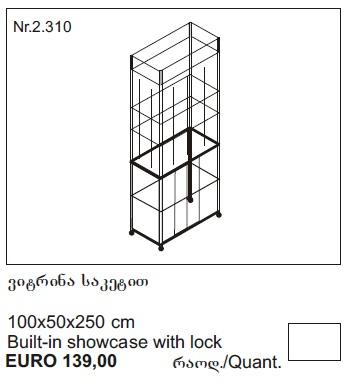 Nr.2.310
ვიტრინა საკეტით
100x50x250 cm
Built-in showcase with lock
EURO 139,00 რაოდ./Quant.